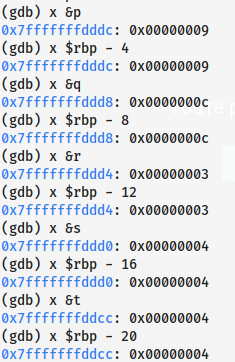 (gdb) x &p
0x7fffffffdddc: 0x00000009
(gdb) x $rbp - 4
0x7fffffffdddc: 0x00000009
(gdb) x &q
0x7fffffffddd8: 0x0000000c
(gdb) x $rbp - 8
0x7fffffffddd8: 0x0000000c
(gdb) x &r
0x7fffffffddd4: 0x00000003
(gdb) x $rbp - 12
0x7fffffffddd4: 0x00000003
(gdb) x &s
0x7fffffffddd0: 0x00000004
(gdb) x $rbp - 16
0x7fffffffddd0: 0x00000004
(gdb) x &t
0x7fffffffddcc: 0x00000004
(gdb) x $rbp - 20
0x7fffffffddcc: 0x00000004